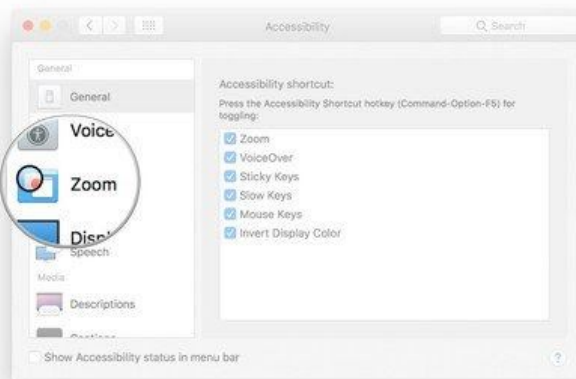 Accessibility
Search
General
General
Voice
Zoom
Speech
Media
Descriptions
Accessibility shortcut:
Press the Accessibility Shortcut hotkey (Command-Option-F5) for
toggling:
Zoom
VoiceOver
Sticky Keys
Slow Keys
Mouse Keys
Invert Display Color
Show Accessibility status in menu bar
?